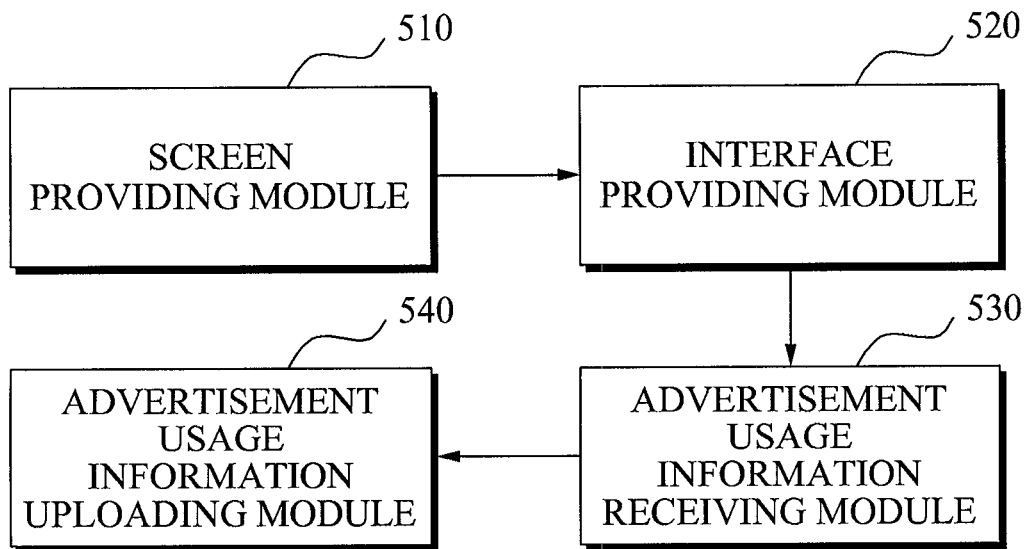 510
SCREEN
PROVIDING MODULE
520
INTERFACE
PROVIDING MODULE
540
ADVERTISEMENT
USAGE
INFORMATION
UPLOADING MODULE
530
ADVERTISEMENT
USAGE
INFORMATION
RECEIVING MODULE